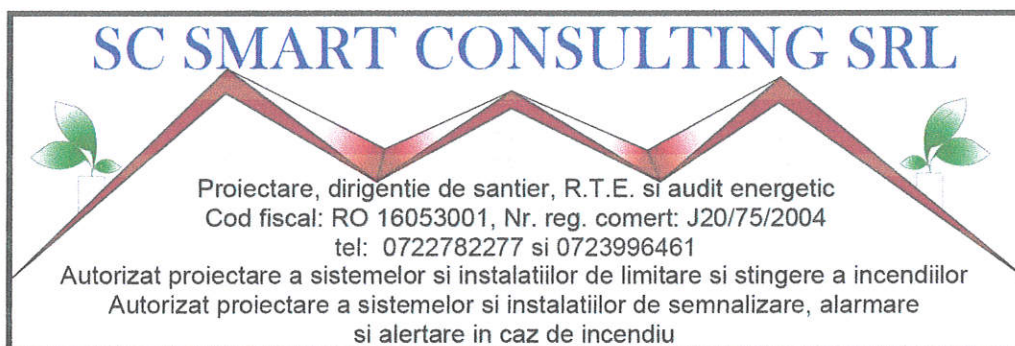 SC SMART CONSULTING SRL
Proiectare, dirigentie de santier, R.T.E. si audit energetic
Cod fiscal: RO 16053001, Nr. reg. comert: J20/75/2004
tel: 0722782277 si 0723996461
Autorizat proiectare a sistemelor si instalatiilor de limitare si stingere a incendiilor
Autorizat proiectare a sistemelor si instalatiilor de semnalizare, alarmare
si alertare in caz de incendiu